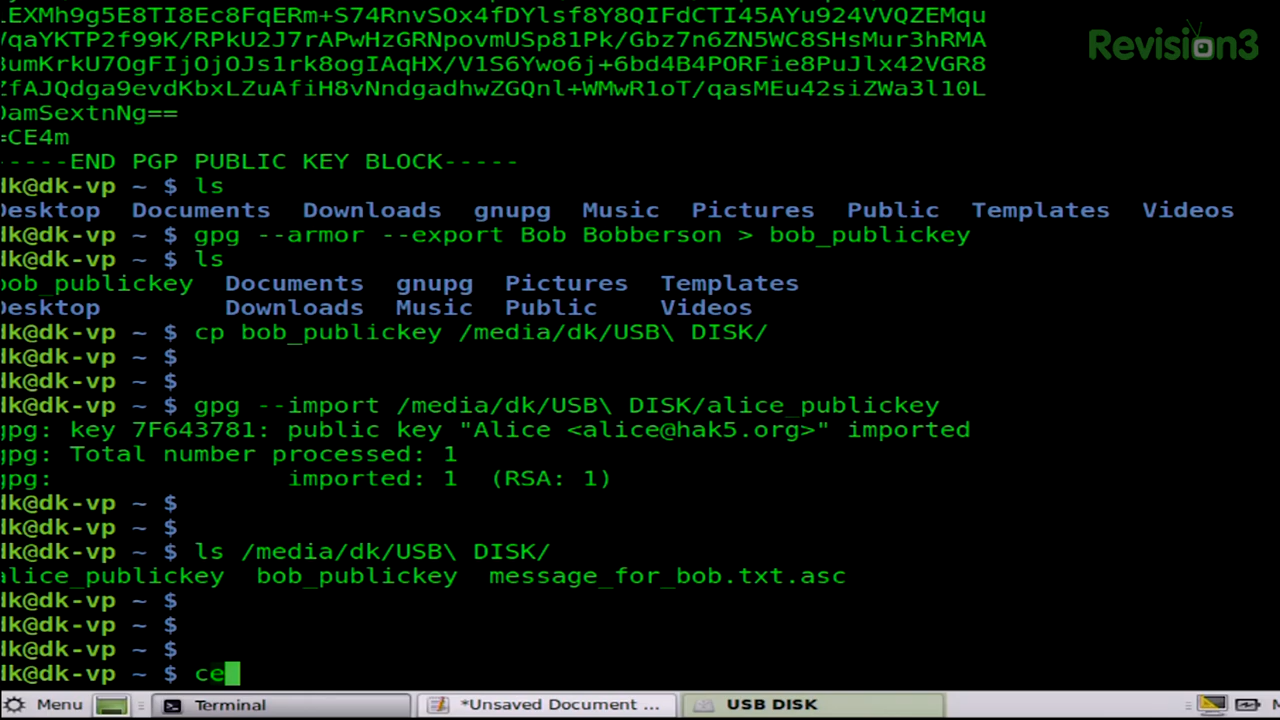 LEXMh9g5E8TI8Ec8FqERm+S74RnvSOx4fDYlsf8Y8QIFdCTI45AYu924VVQZEMqu
VqaYKTP2f99K/RPkU2J7rAPwHzGRNpovmUSp81Pk/Gbz7n6ZN5WC8SHsMur3hRMA
3umKrkU7OgFIjOjOJs1rk8ogIAqHX/V1S6Ywo6j+6bd4B4PORFie8PuJlx42VGR8
ZfAJQdga9evdKbxLZuAfiH8vNndgadhwZGQnl+WMwR1oT/qasMEu42siZWa3l10L
DamSextnNg==
=CE4m
-----END PGP PUBLIC KEY BLOCK-----
dk@dk-vp ~ $ ls
Desktop Documents Downloads gnupg Music Pictures Public Templates Videos
dk@dk-vp ~ $ gpg --armor --export Bob Bobberson > bob_publickey
dk@dk-vp ~ $ ls
bob_publickey Documents gnupg Pictures Templates
Desktop Downloads Music Public Videos
dk@dk-vp ~ $ cp bob_publickey /media/dk/USB\ DISK/
dk@dk-vp ~ $
dk@dk-vp ~ $
dk@dk-vp ~ $ gpg --import /media/dk/USB\ DISK/alice_publickey
gpg: key 7F643781: public key "Alice <alice@hak5.org>" imported
gpg: Total number processed: 1
gpg: imported: 1 (RSA: 1)
dk@dk-vp ~ $
dk@dk-vp ~ $
dk@dk-vp ~ $ ls /media/dk/USB\ DISK/
alice_publickey bob_publickey message_for_bob.txt.asc
dk@dk-vp ~ $
dk@dk-vp ~ $
dk@dk-vp ~ $
dk@dk-vp ~ $ ce
Menu Terminal *Unsaved Document ... USB DISK
Revision3